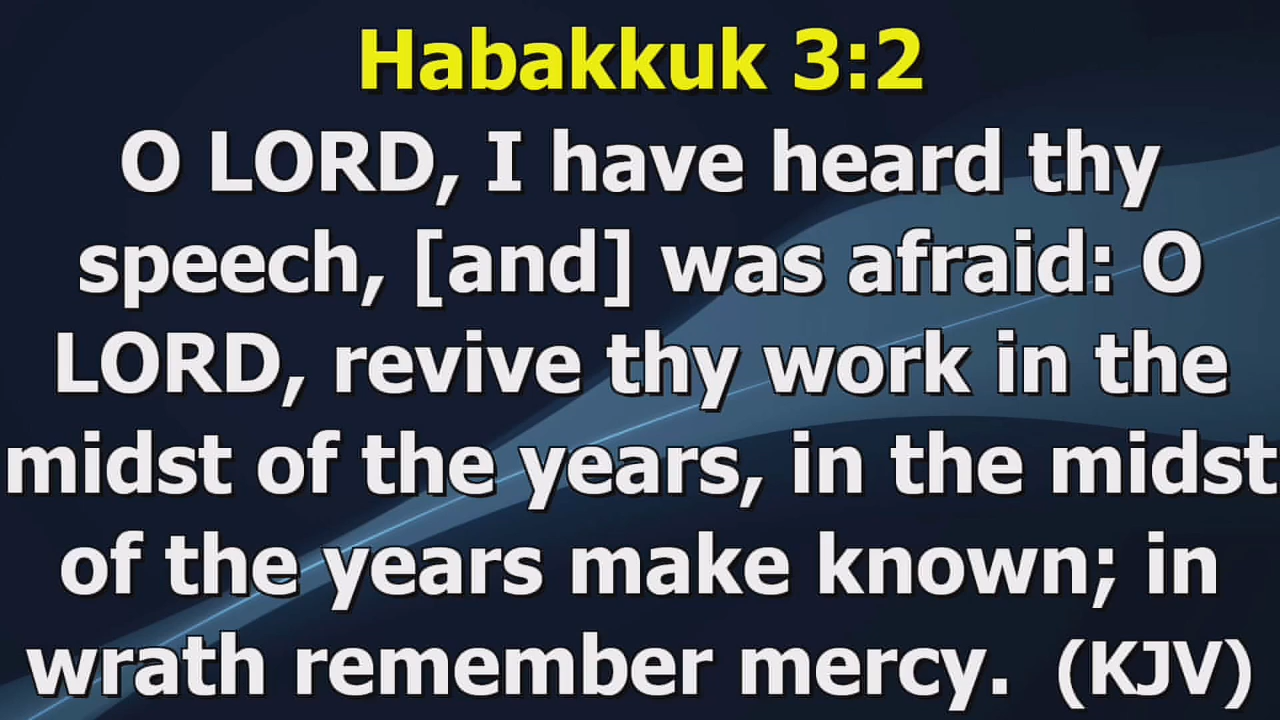 Habakkuk 3:2
O LORD, I have heard thy
speech, [and] was afraid: O
LORD, revive thy work in the
midst of the years, in the midst
of the years make known; in
wrath remember mercy. (KJV)